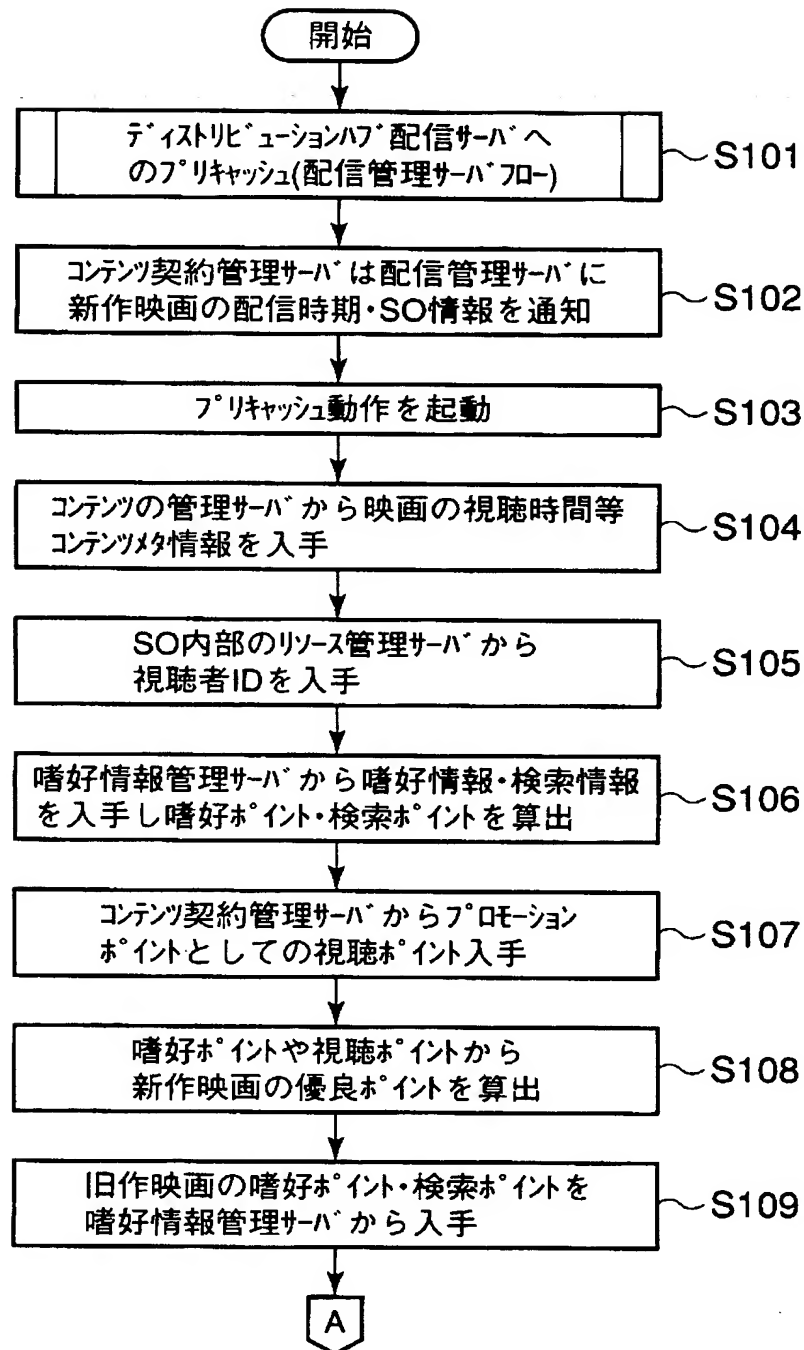 開始
ディストリビューションハブ配信サーバへ
のプリキャッシュ(配信管理サーバフロー)
S101
コンテンツ契約管理サーバは配信管理サーバに
新作映画の配信時期・SO情報を通知
S102
プリキャッシュ動作を起動
S103
コンテンツの管理サーバから映画の視聴時間等
コンテンツメタ情報を入手
S104
SO内部のリソース管理サーバから
視聴者IDを入手
S105
嗜好情報管理サーバから嗜好情報・検索情報
を入手し嗜好ポイント・検索ポイントを算出
S106
コンテンツ契約管理サーバからプロモーション
ポイントとしての視聴ポイント入手
S107
嗜好ポイントや視聴ポイントから
新作映画の優良ポイントを算出
S108
旧作映画の嗜好ポイント・検索ポイントを
嗜好情報管理サーバから入手
S109
A